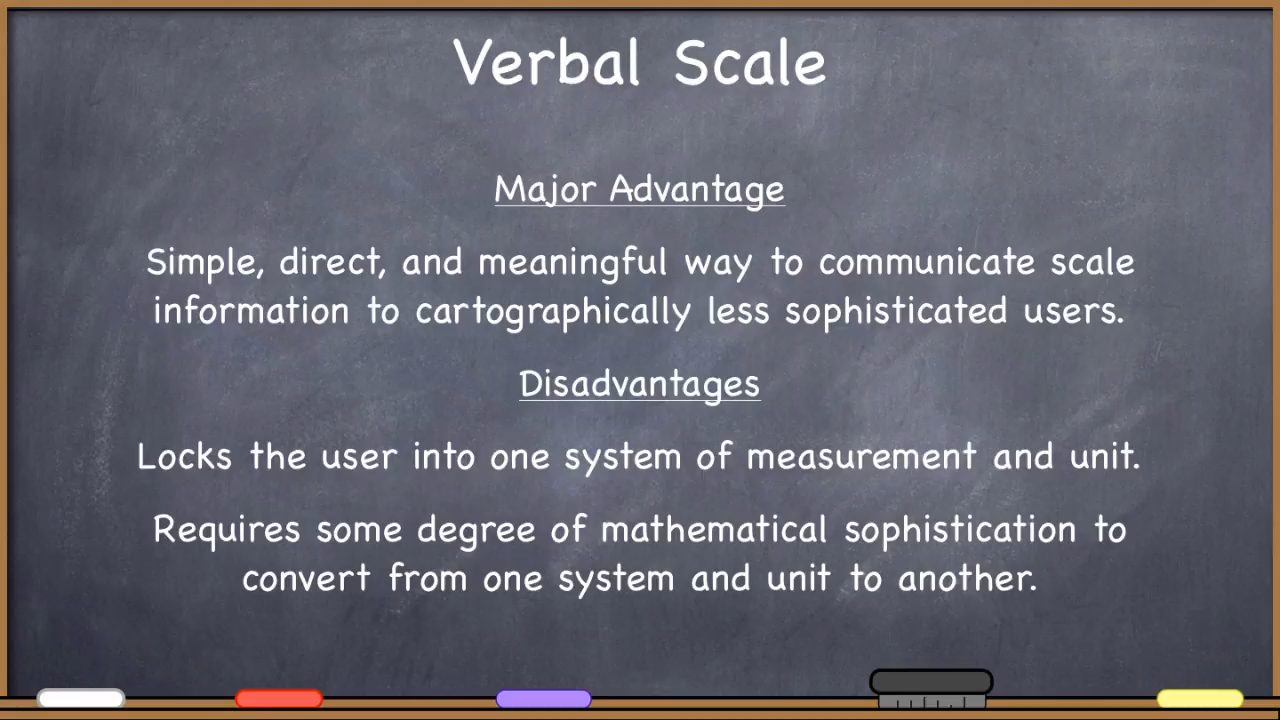 Verbal Scale
Major Advantage
Simple, direct, and meaningful way to communicate scale
information to cartographically less sophisticated users.
Disadvantages
Locks the user into one system of measurement and unit.
Requires some degree of mathematical sophistication to
convert from one system and unit to another.